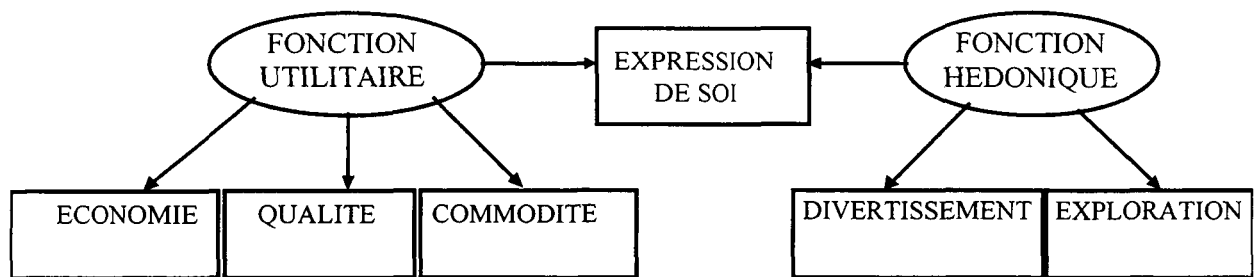 FONCTION
UTILITAIRE
EXPRESSION
DE SOI
FONCTION
HEDONIQUE
ECONOMIE
QUALITE
COMMODITE
DIVERTISSEMENT
EXPLORATION